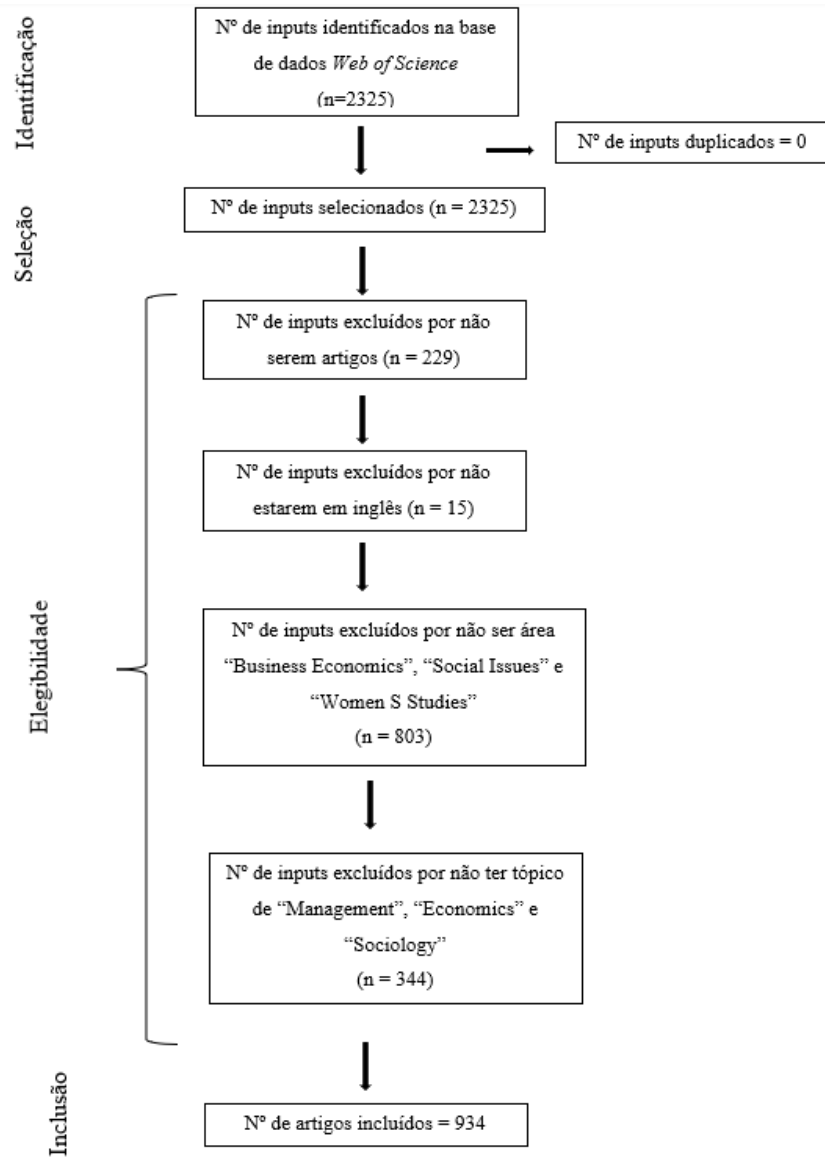 Identificação
Nº de inputs identificados na base
de dados Web of Science
(n=2325)
Nº de inputs duplicados = 0
Seleção
Nº de inputs selecionados (n = 2325)
Elegibilidade
Nº de inputs excluídos por não
serem artigos (n = 229)
Nº de inputs excluídos por não
estarem em inglês (n = 15)
Nº de inputs excluídos por não ser área
“Business Economics”, “Social Issues” e
“Women S Studies”
(n = 803)
Nº de inputs excluídos por não ter tópico
de “Management”, “Economics” e
“Sociology”
(n = 344)
Inclusão
Nº de artigos incluídos = 934